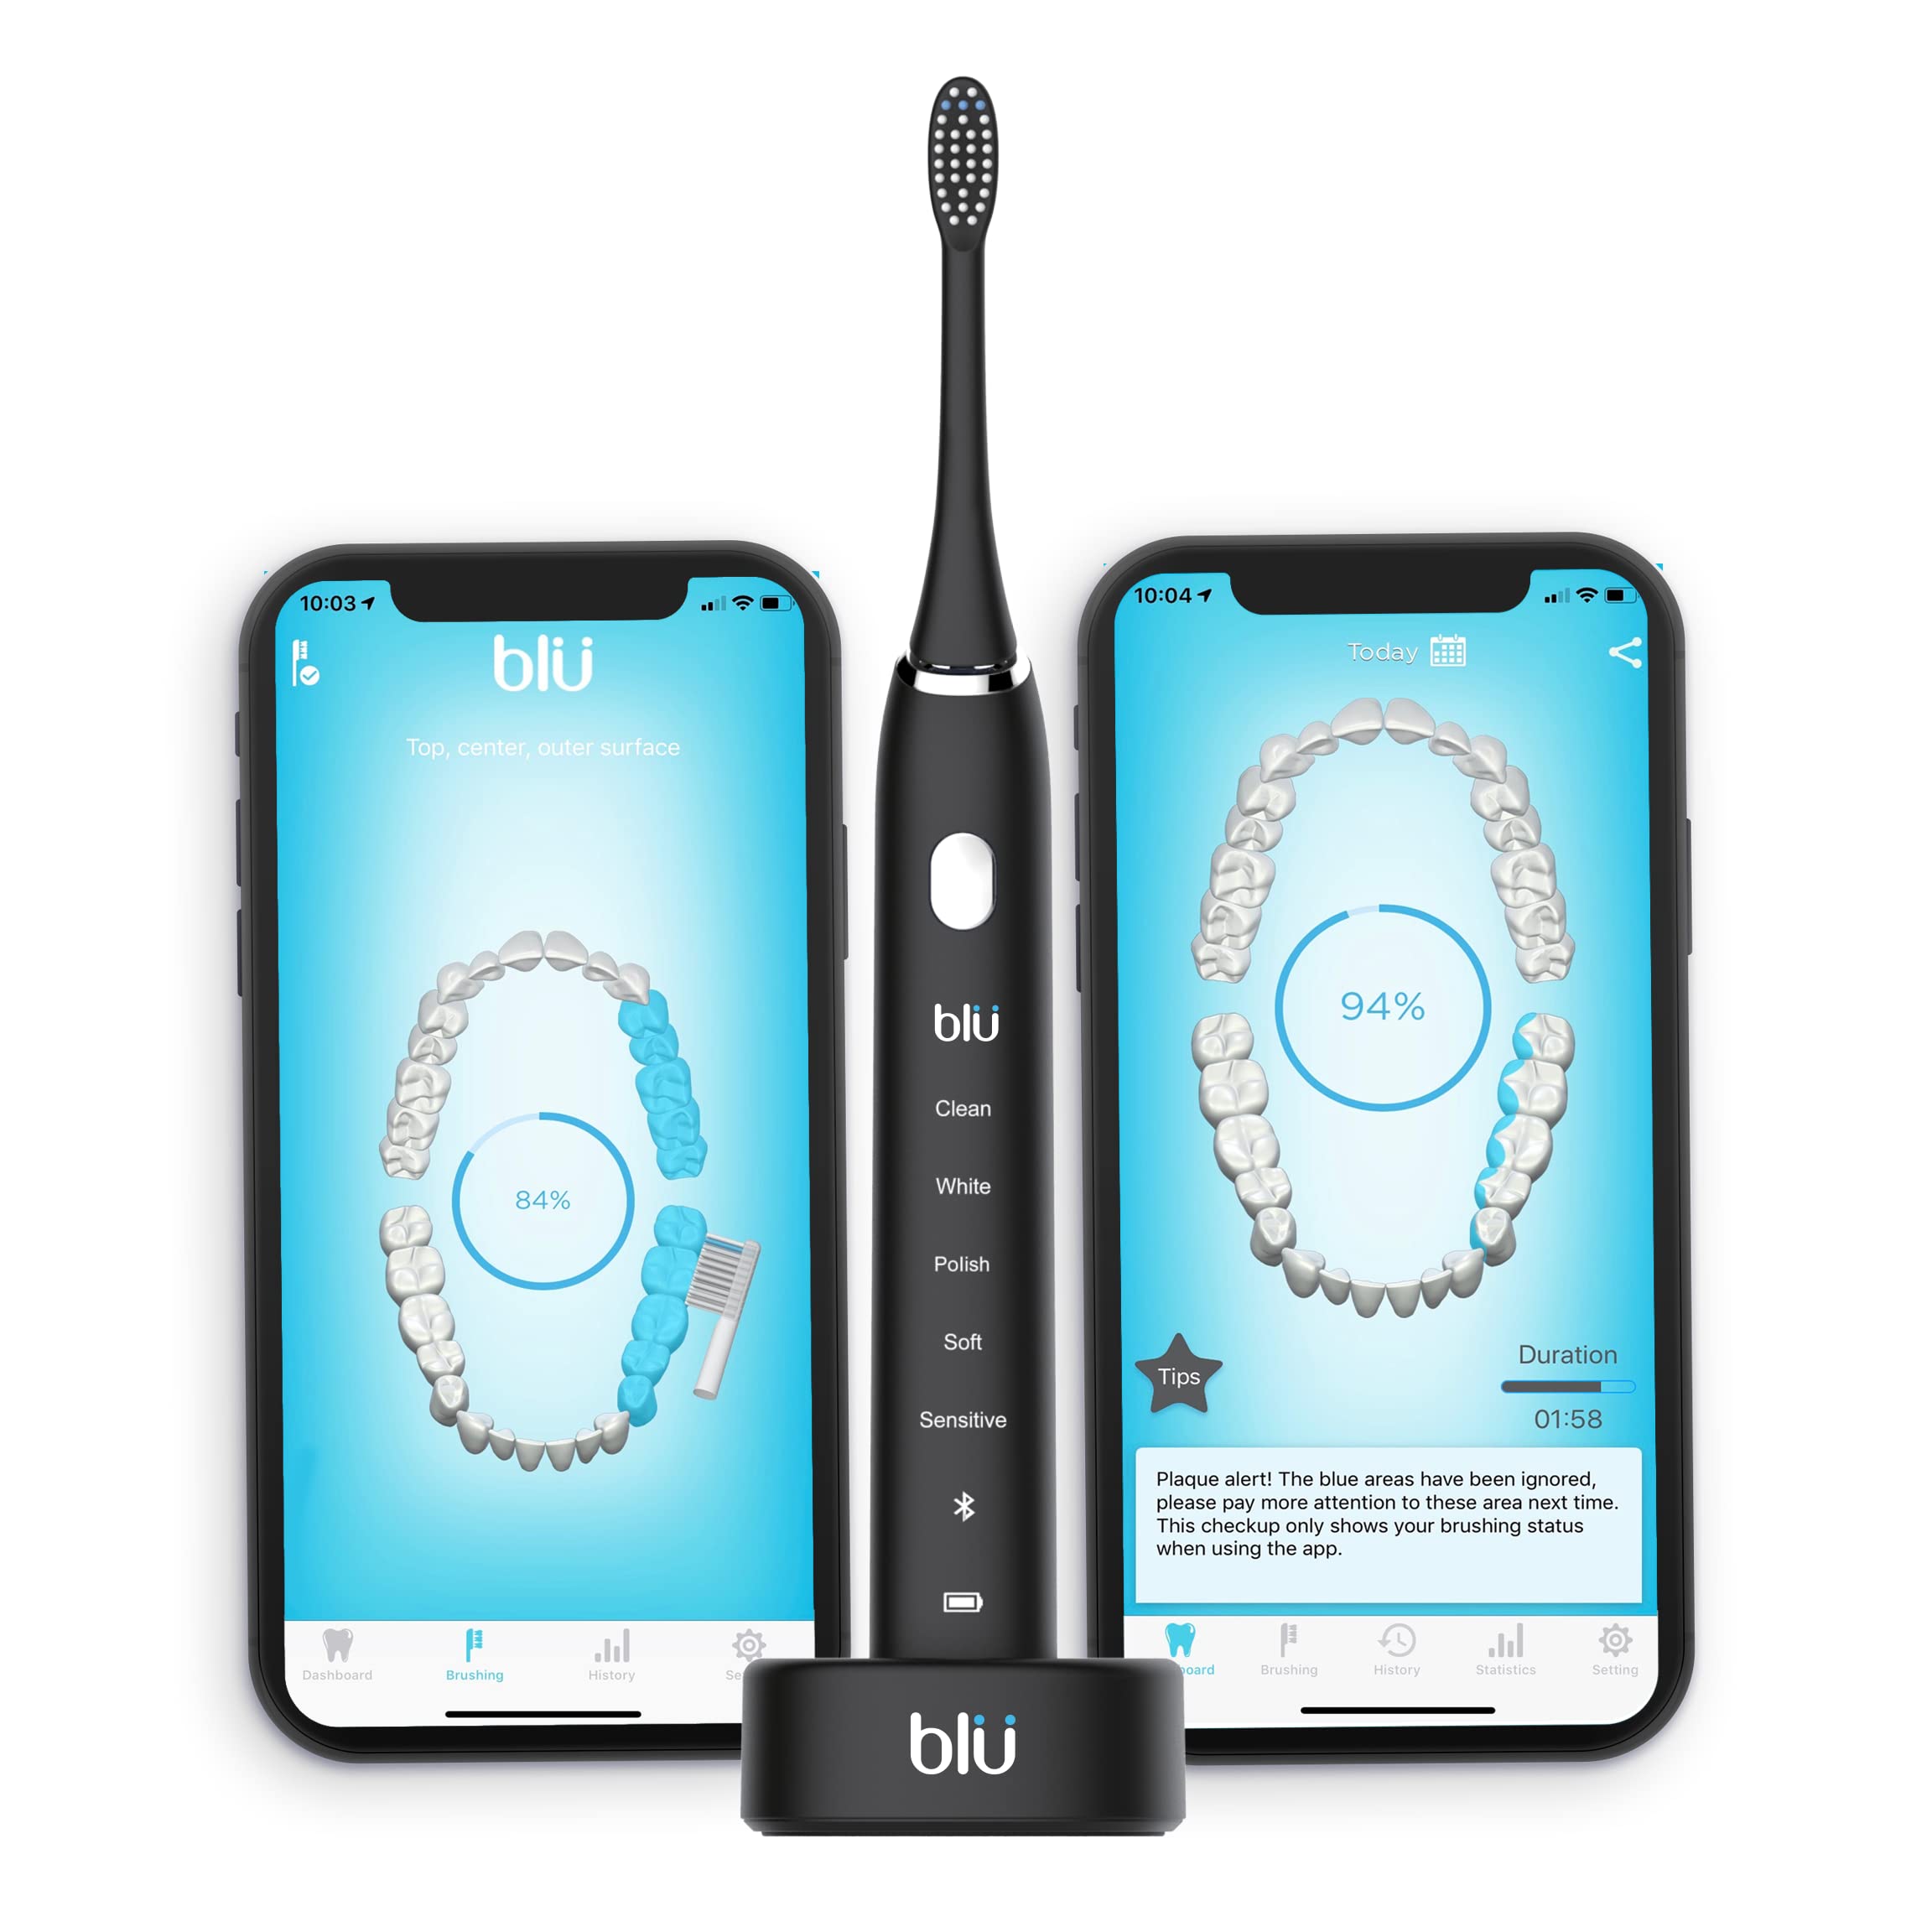 10:03
blü
Top, center, outer surface
84%
Dashboard
Brushing
History
Se
blü
Clean
White
Polish
Soft
Sensitive
blü
10:04
Today
94%
Tips
Duration
01:58
Plaque alert! The blue areas have been ignored,
please pay more attention to these area next time.
This checkup only shows your brushing status
when using the app.
board
Brushing
History
Statistics
Setting